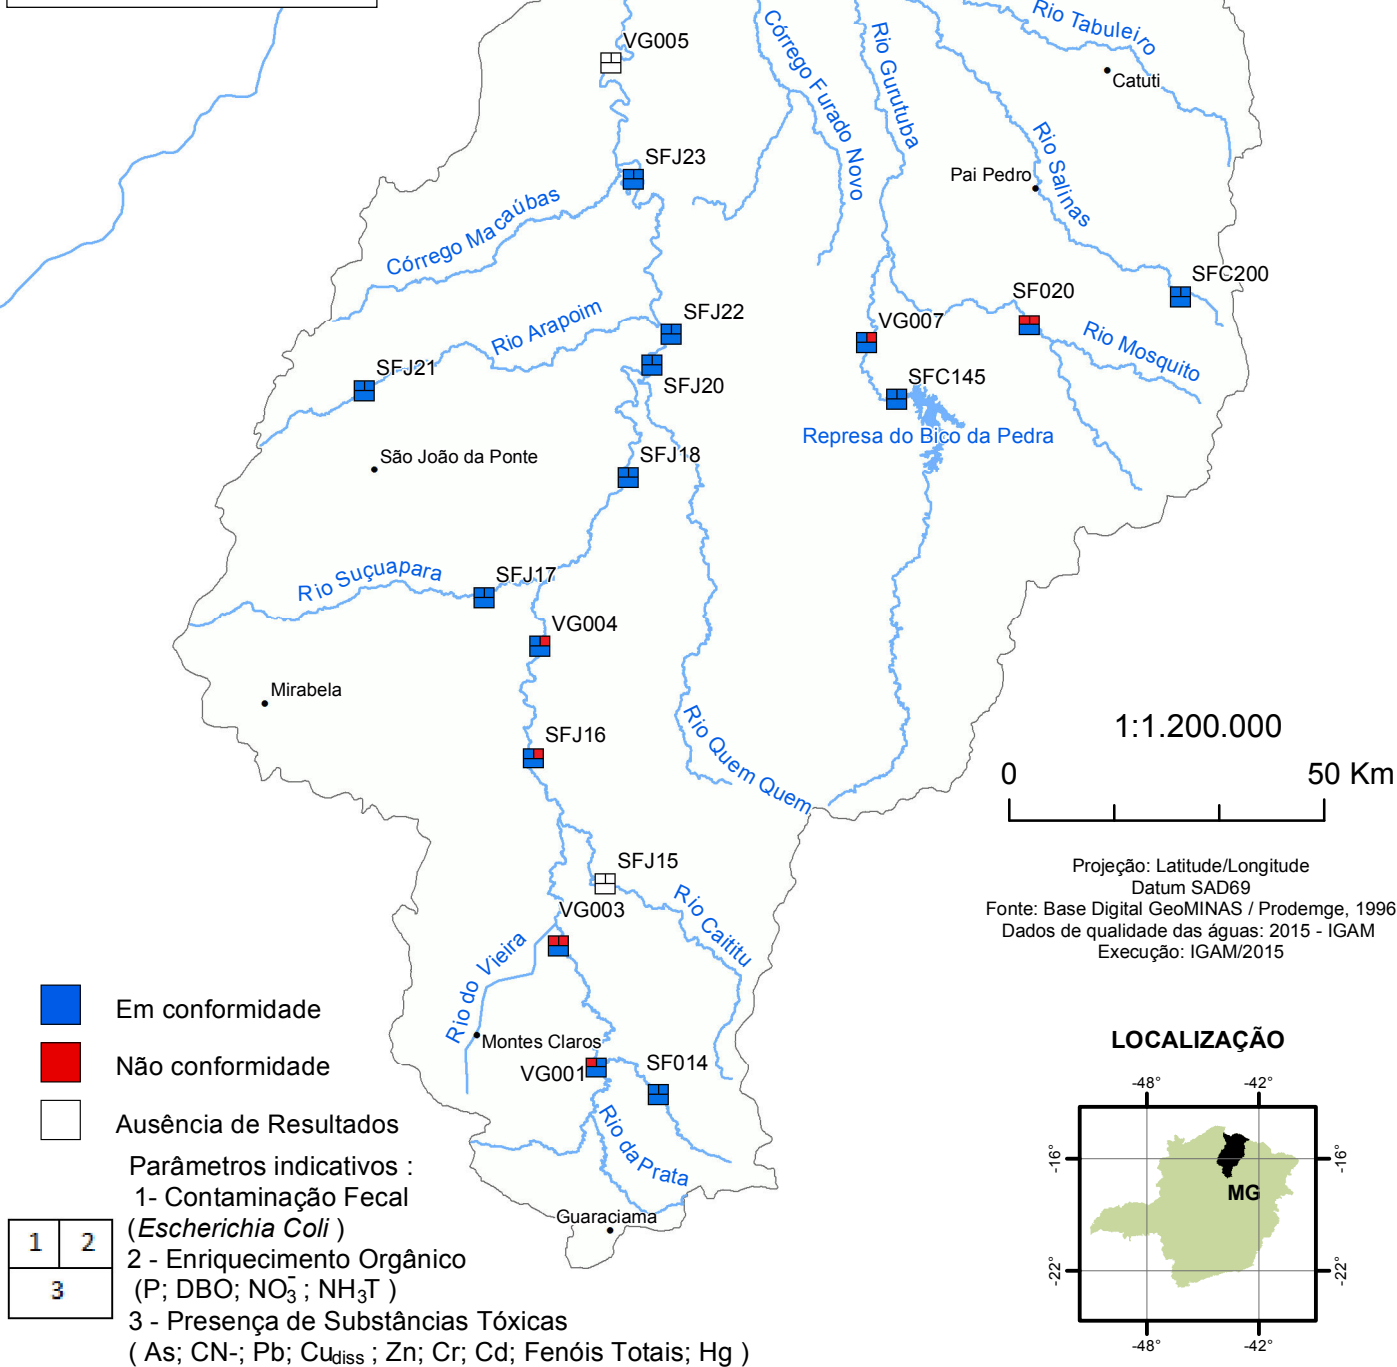 Rio Tabuleiro
VG005
Córrego Furado Novo
Rio Gurutuba
Catuti
SFJ23
Rio Salinas
Pai Pedro
Córrego Macaúbas
SFC200
SF020
SFJ22
Rio Arapoim
VG007
Rio Mosquito
SFJ21
SFJ20
SFC145
Represa do Bico da Pedra
São João da Ponte
SFJ18
Rio Suçuapara
SFJ17
VG004
Mirabela
Rio Quem Quem
SFJ16
1:1.200.000
0 50 Km
SFJ15
Projeção: Latitude/Longitude
Datum SAD69
Fonte: Base Digital GeoMINAS / Prodemge, 1996
Dados de qualidade das águas: 2015 - IGAM
Execução: IGAM/2015
Rio Caititu
VG003
Rio do Vieira
Em conformidade
Montes Claros
LOCALIZAÇÃO
Não conformidade
VG001
SF014
-48° -42°
Ausência de Resultados
Rio da Prata
-16° -16°
MG
Parâmetros indicativos :
1- Contaminação Fecal
(Escherichia Coli )
Guaraciama
1 2
3
2 - Enriquecimento Orgânico
(P; DBO; NO₃⁻ ; NH₃T )
-22° -22°
3 - Presença de Substâncias Tóxicas
( As; CN-; Pb; Cudiss ; Zn; Cr; Cd; Fenóis Totais; Hg )
-48° -42°